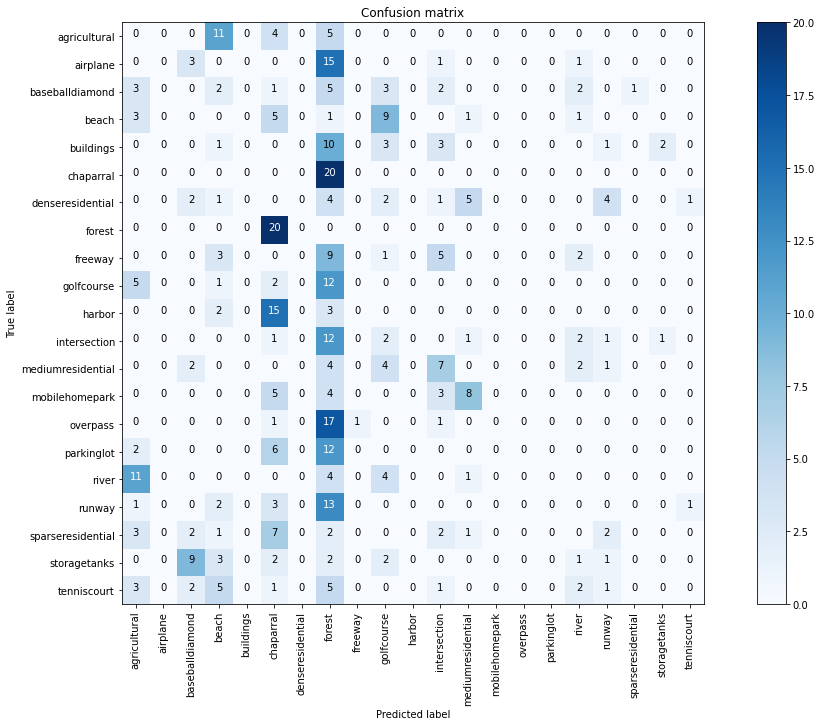 Confusion matrix
agricultural 0 0 0 11 0 4 0 5 0 0 0 0 0 0 0 0 0 0 0 0 0
airplane 0 0 3 0 0 0 0 15 0 0 0 1 0 0 0 0 1 0 0 0 0
baseballdiamond 3 0 0 2 0 1 0 5 0 3 0 2 0 0 0 0 2 0 1 0 0
beach 3 0 0 0 0 5 0 1 0 9 0 0 1 0 0 0 1 0 0 0 0
buildings 0 0 0 1 0 0 0 10 0 3 0 3 0 0 0 0 0 1 0 2 0
chaparral 0 0 0 0 0 0 0 20 0 0 0 0 0 0 0 0 0 0 0 0 0
denseresidential 0 0 2 1 0 0 0 4 0 2 0 1 5 0 0 0 0 4 0 0 1
forest 0 0 0 0 0 20 0 0 0 0 0 0 0 0 0 0 0 0 0 0 0
freeway 0 0 0 3 0 0 0 9 0 1 0 5 0 0 0 0 2 0 0 0 0
golfcourse 5 0 0 1 0 2 0 12 0 0 0 0 0 0 0 0 0 0 0 0 0
harbor 0 0 0 2 0 15 0 3 0 0 0 0 0 0 0 0 0 0 0 0 0
intersection 0 0 0 0 0 1 0 12 0 2 0 0 1 0 0 0 2 1 0 1 0
mediumresidential 0 0 2 0 0 0 0 4 0 4 0 7 0 0 0 0 2 1 0 0 0
mobilehomepark 0 0 0 0 0 5 0 4 0 0 0 3 8 0 0 0 0 0 0 0 0
overpass 0 0 0 0 0 1 0 17 1 0 0 1 0 0 0 0 0 0 0 0 0
parkinglot 2 0 0 0 0 6 0 12 0 0 0 0 0 0 0 0 0 0 0 0 0
river 11 0 0 0 0 0 0 4 0 4 0 0 1 0 0 0 0 0 0 0 0
runway 1 0 0 2 0 3 0 13 0 0 0 0 0 0 0 0 0 0 0 0 1
sparseresidential 3 0 2 1 0 7 0 2 0 0 0 2 1 0 0 0 0 2 0 0 0
storagetanks 0 0 9 3 0 2 0 2 0 2 0 0 0 0 0 0 1 1 0 0 0
tenniscourt 3 0 2 5 0 1 0 5 0 0 0 1 0 0 0 0 2 1 0 0 0
True label
agricultural
airplane
baseballdiamond
beach
buildings
chaparral
denseresidential
forest
freeway
golfcourse
harbor
intersection
mediumresidential
mobilehomepark
overpass
parkinglot
river
runway
sparseresidential
storagetanks
tenniscourt
Predicted label
20.0
17.5
15.0
12.5
10.0
7.5
5.0
2.5
0.0